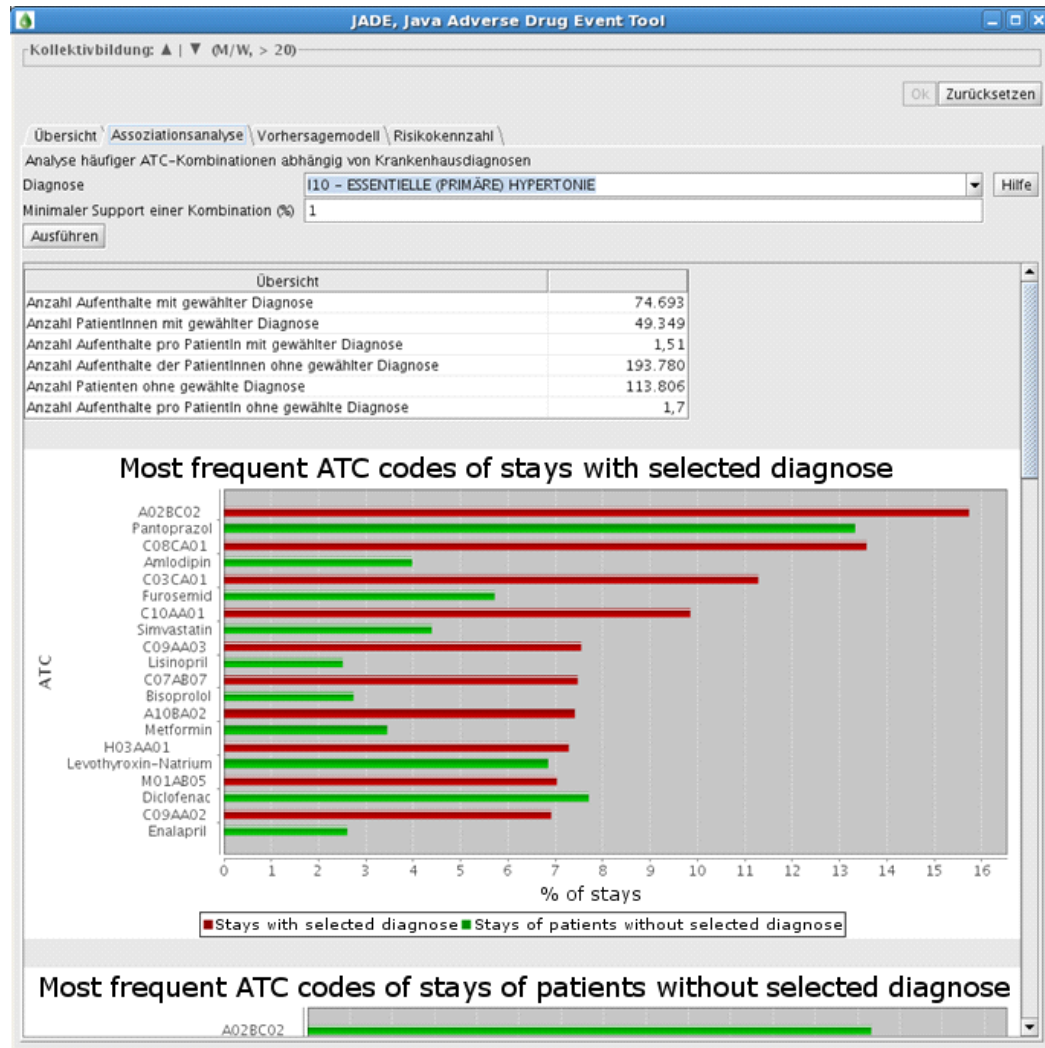 JADE, Java Adverse Drug Event Tool
Kollektivbildung: ▲ | ▼ (M/W, > 20)
Ok Zurücksetzen
Übersicht Assoziationsanalyse Vorhersagemodell Risikokennzahl
Analyse häufiger ATC-Kombinationen abhängig von Krankenhausdiagnosen
Diagnose I10 - ESSENTIELLE (PRIMÄRE) HYPERTONIE Hilfe
Minimaler Support einer Kombination (%) 1
Ausführen
Übersicht
Anzahl Aufenthalte mit gewählter Diagnose 74.693
Anzahl PatientInnen mit gewählter Diagnose 49.349
Anzahl Aufenthalte pro PatientIn mit gewählter Diagnose 1,51
Anzahl Aufenthalte der PatientInnen ohne gewählter Diagnose 193.780
Anzahl Patienten ohne gewählte Diagnose 113.806
Anzahl Aufenthalte pro PatientIn ohne gewählte Diagnose 1,7
Most frequent ATC codes of stays with selected diagnose
ATC
A02BC02
Pantoprazol
C08CA01
Amlodipin
C03CA01
Furosemid
C10AA01
Simvastatin
C09AA03
Lisinopril
C07AB07
Bisoprolol
A10BA02
Metformin
H03AA01
Levothyroxin-Natrium
M01AB05
Diclofenac
C09AA02
Enalapril
0 1 2 3 4 5 6 7 8 9 10 11 12 13 14 15 16
% of stays
Stays with selected diagnose Stays of patients without selected diagnose
Most frequent ATC codes of stays of patients without selected diagnose
A02BC02